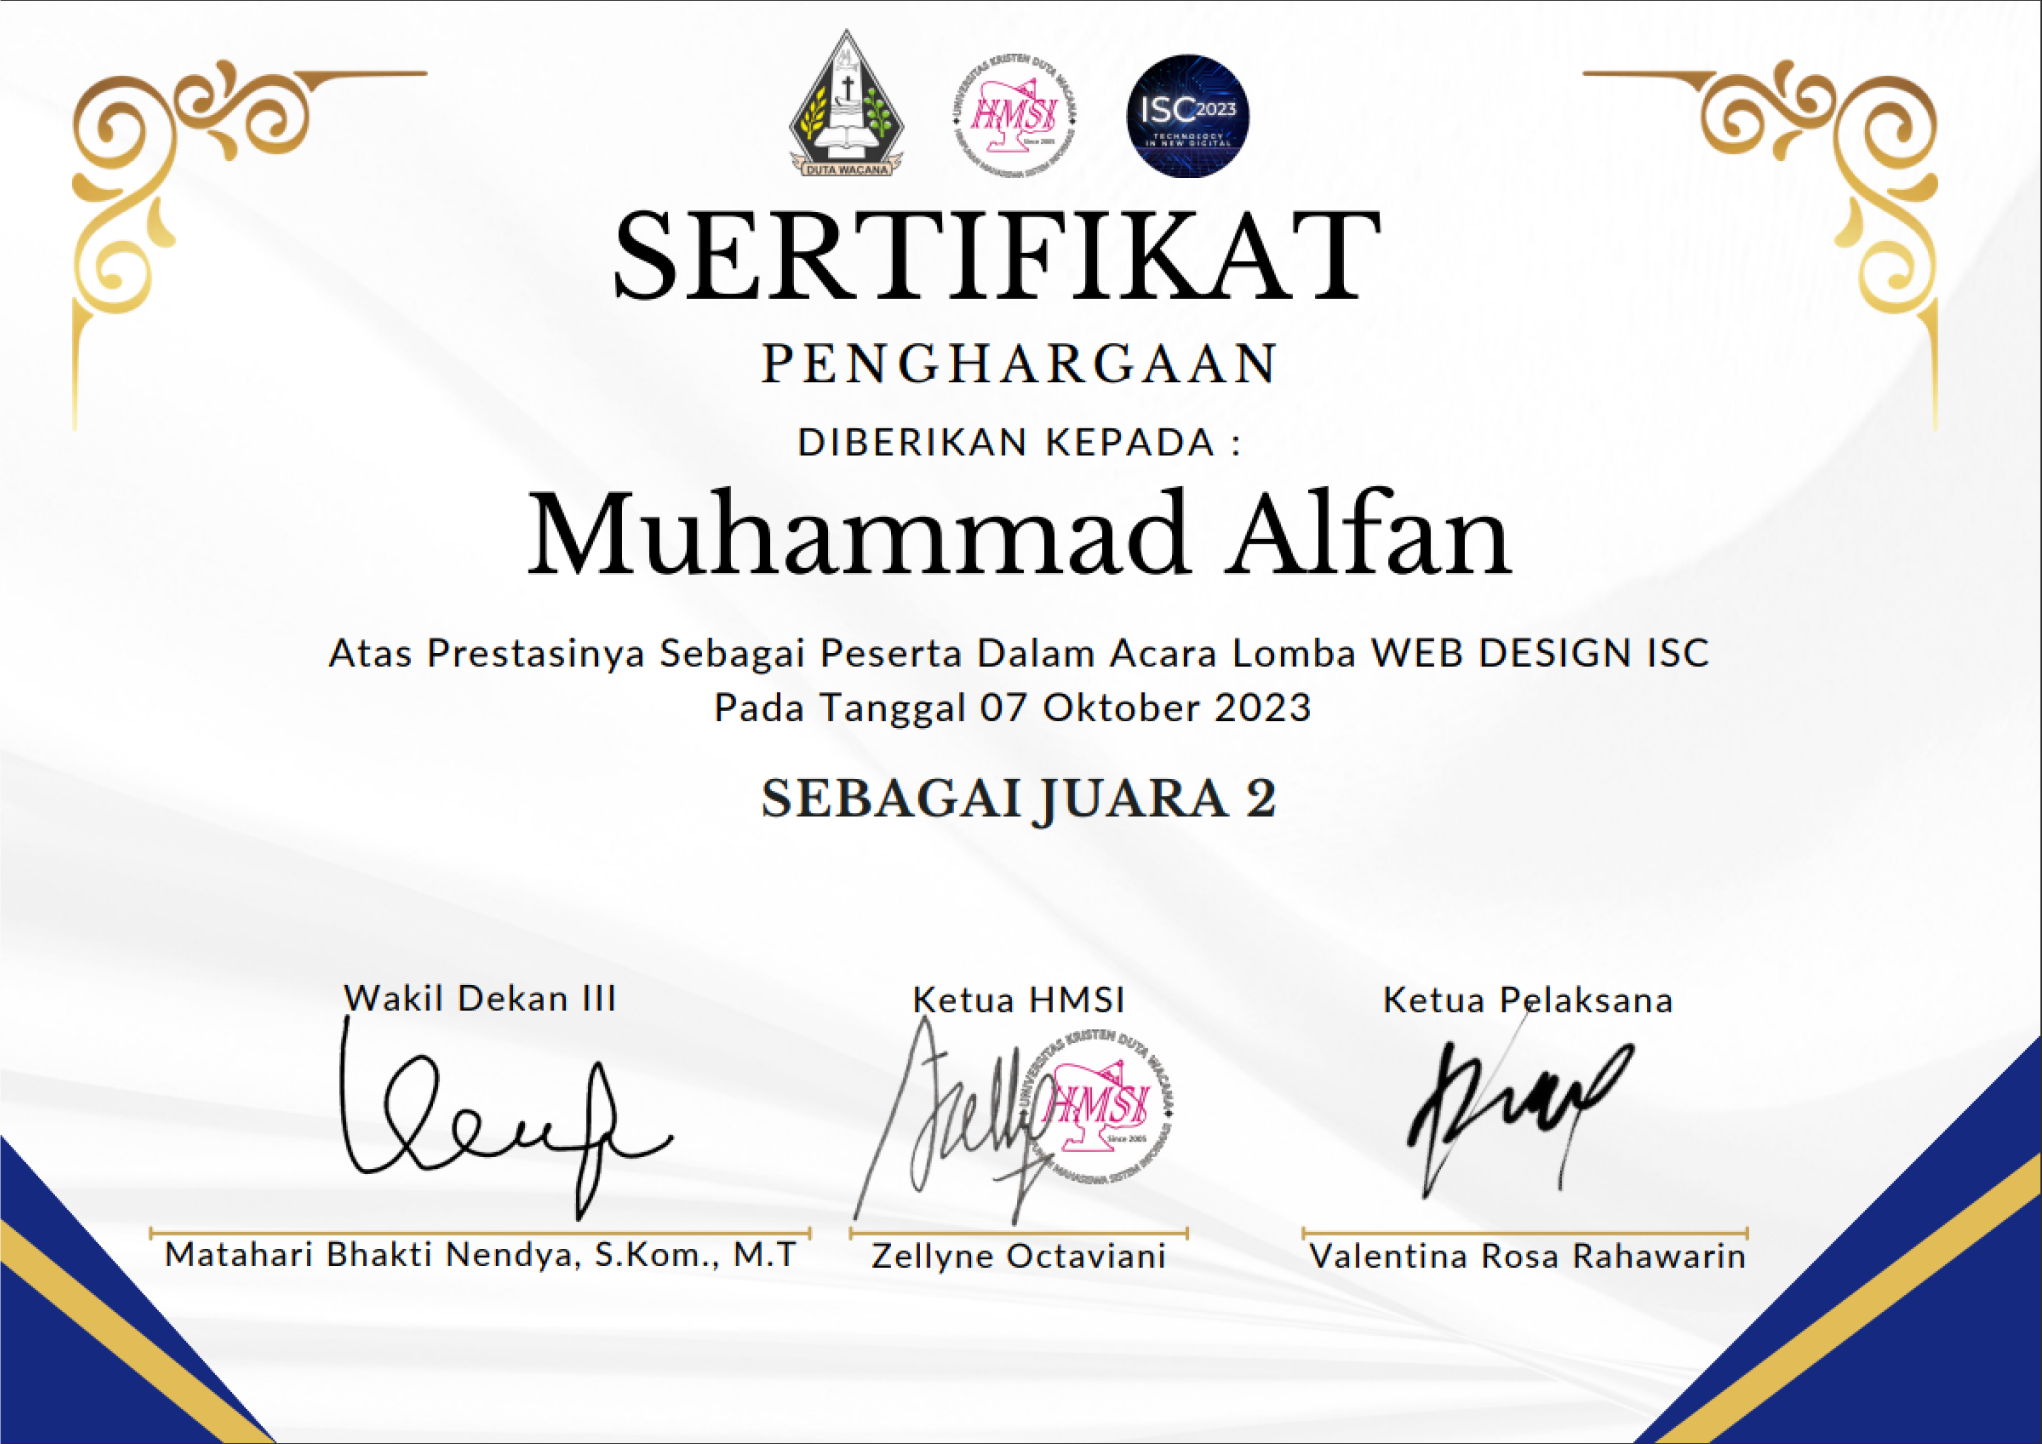 DUTA WACANA
UNIVERSITAS KRISTEN DUTA WACANA
HMSI
Since 2005
HIMPUNAN MAHASISWA SISTEM INFORMASI
ISC 2023
TECHNOLOGY
IN NEW DIGITAL
SERTIFIKAT
PENGHARGAAN
DIBERIKAN KEPADA :
Muhammad Alfan
Atas Prestasinya Sebagai Peserta Dalam Acara Lomba WEB DESIGN ISC
Pada Tanggal 07 Oktober 2023
SEBAGAI JUARA 2
Wakil Dekan III
Matahari Bhakti Nendya, S.Kom., M.T
Ketua HMSI
UNIVERSITAS KRISTEN DUTA WACANA
HMSI
Since 2005
MAHASISWA SISTEM INFORMASI
Zellyne Octaviani
Ketua Pelaksana
Valentina Rosa Rahawarin